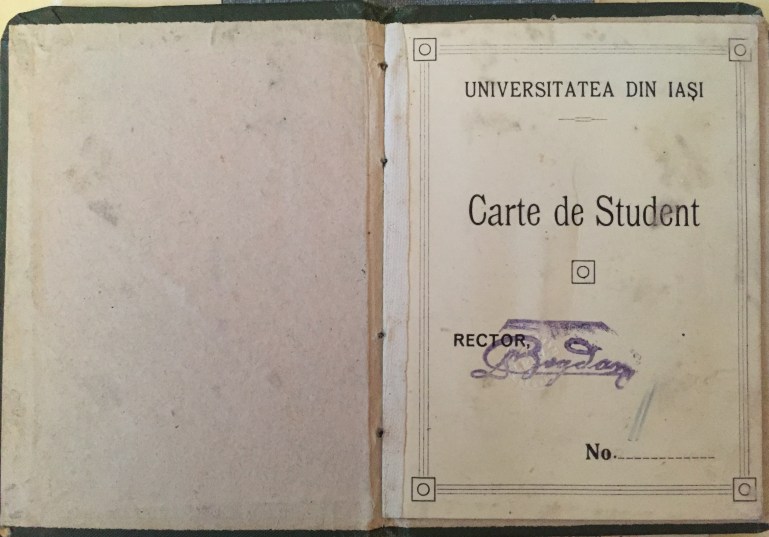 UNIVERSITATEA DIN IAŞI
Carte de Student
RECTOR,
Bogdan
No.